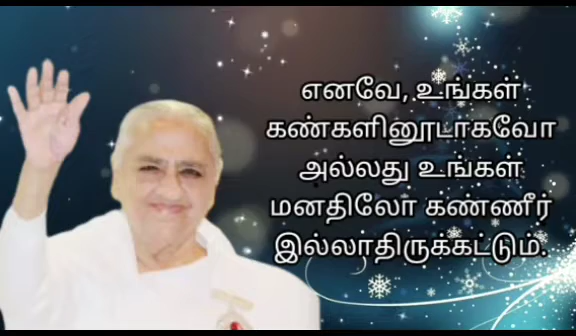 எனவே, உங்கள்
கண்களினூடாகவோ
அல்லது உங்கள்
மனதிலோ கண்ணீர்
இல்லாதிருக்கட்டும்.